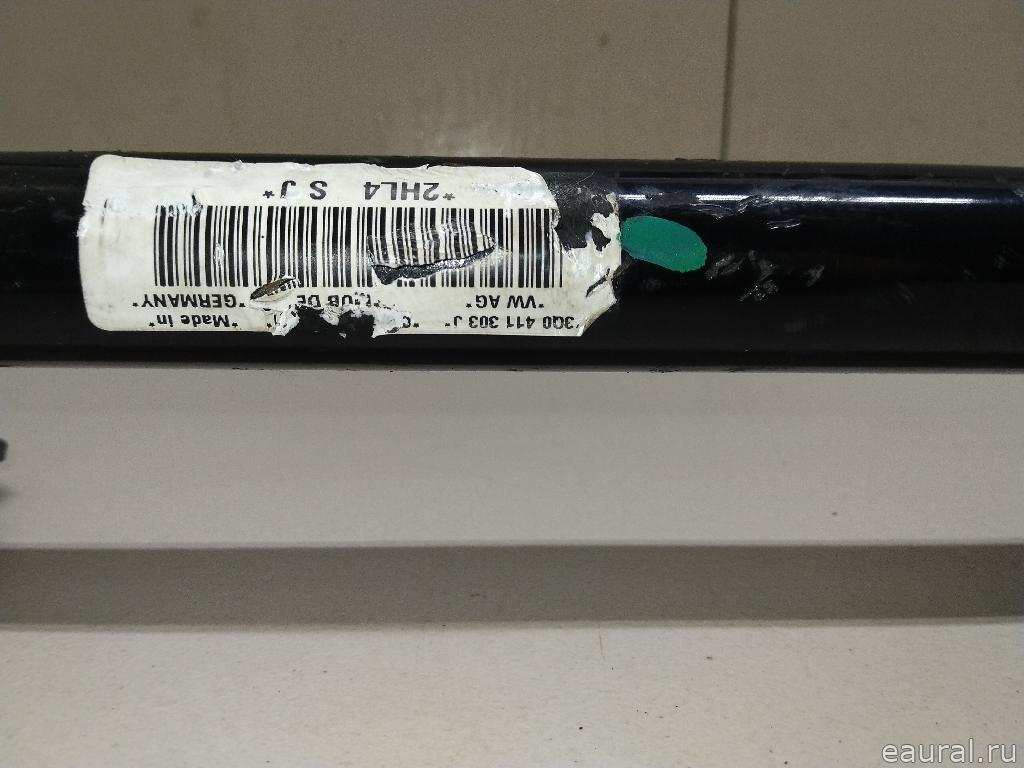 3Q0 411 303 J*
*VW AG*
*Made in*
*GERMANY*
*2HL4 S J*
eaural.ru